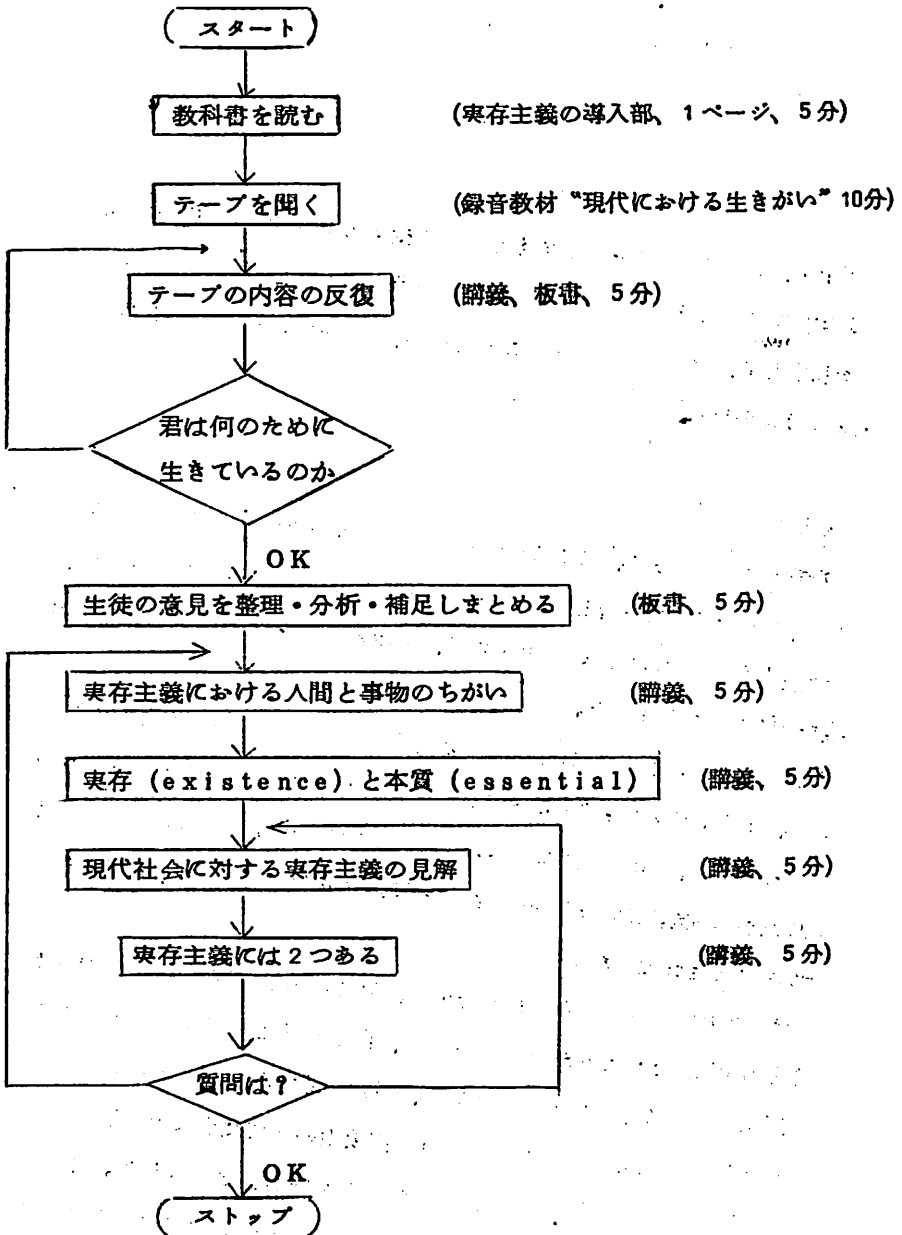 スタート
教科書を読む (実存主義の導入部、1ページ、5分)
テープを聞く (録音教材“現代における生きがい”10分)
テープの内容の反復 (講義、板書、5分)
君は何のために
生きているのか
OK
生徒の意見を整理・分析・補足しまとめる (板書、5分)
実存主義における人間と事物のちがい (講義、5分)
実存(existence)と本質(essential) (講義、5分)
現代社会に対する実存主義の見解 (講義、5分)
実存主義には2つある (講義、5分)
質問は?
OK
ストップ